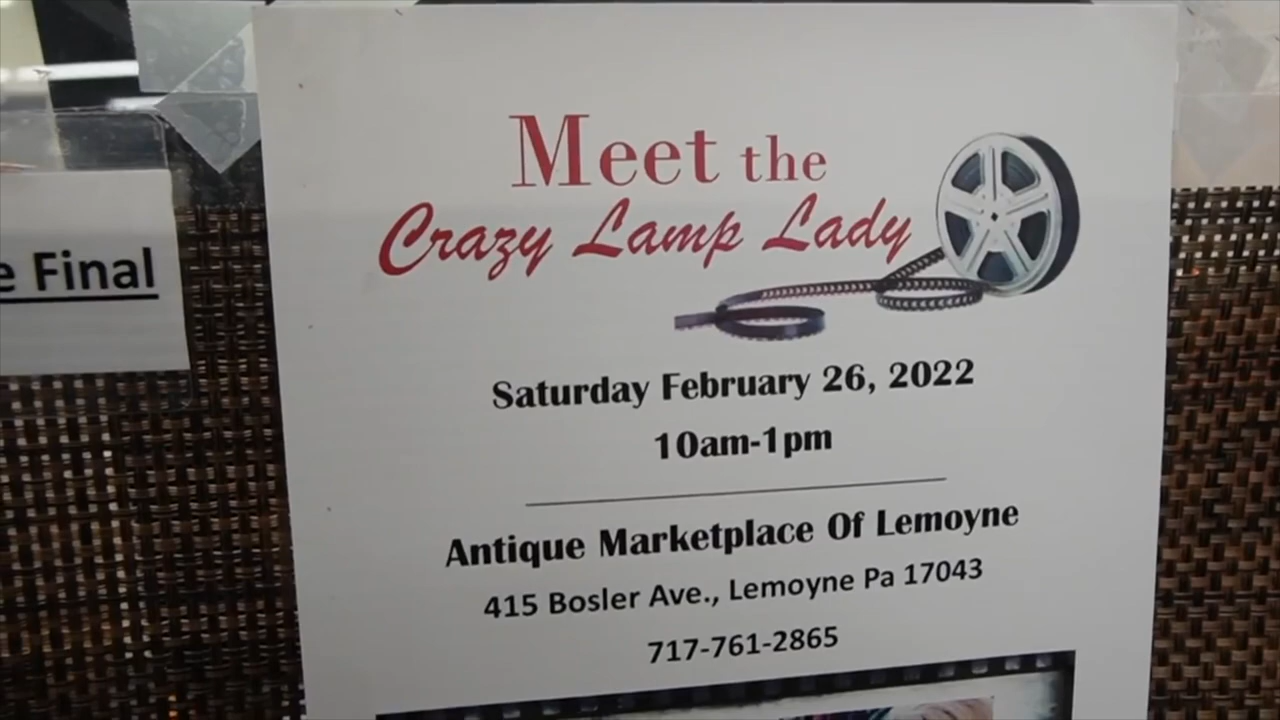 Meet the
Crazy Lamp Lady
e Final
Saturday February 26, 2022
10am-1pm
Antique Marketplace Of Lemoyne
415 Bosler Ave., Lemoyne Pa 17043
717-761-2865